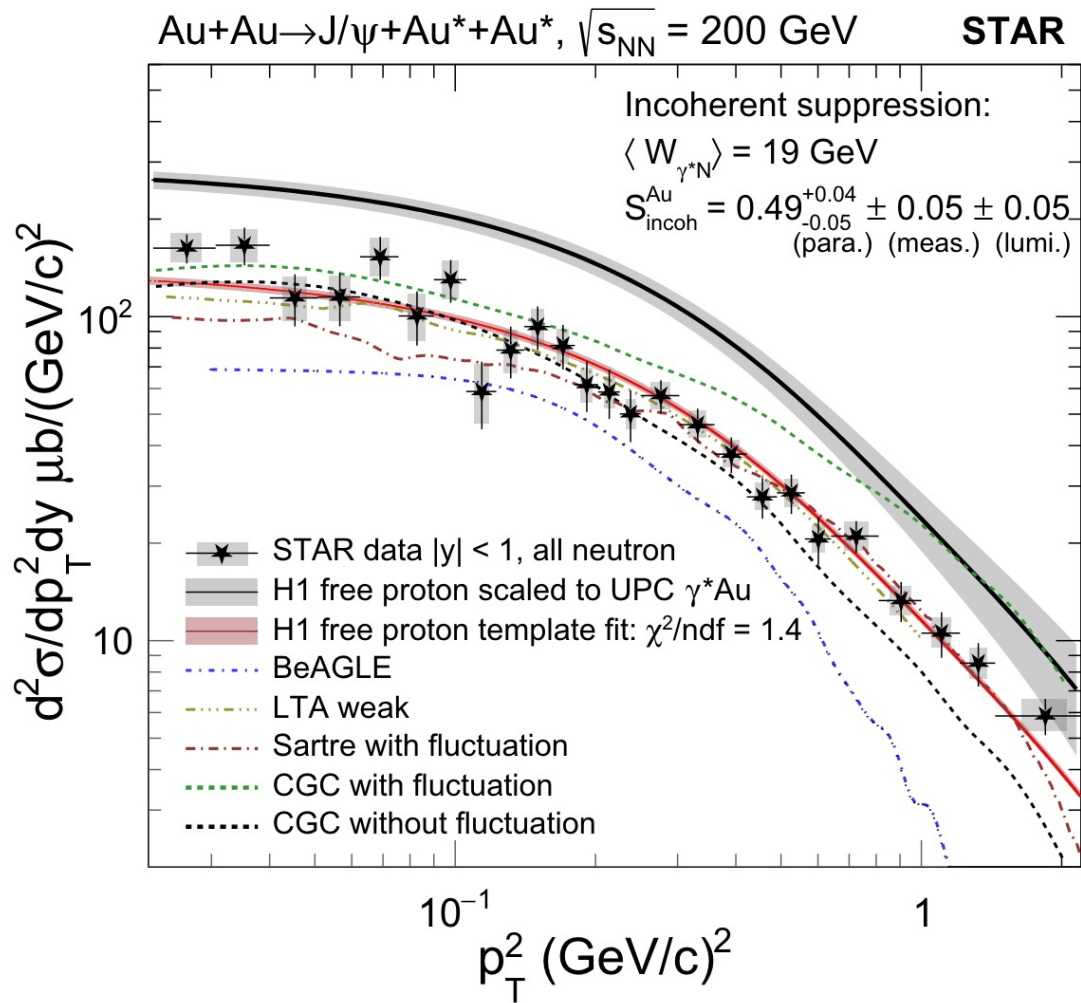 Au+Au→J/ψ+Au*+Au*, √s_NN = 200 GeV STAR
Incoherent suppression:
⟨ W_γ*N ⟩ = 19 GeV
S^Au_incoh = 0.49^+0.04_-0.05 ± 0.05 ± 0.05
(para.) (meas.) (lumi.)
10²
10
d²σ/dp²_T dy μb/(GeV/c)²
STAR data |y| < 1, all neutron
H1 free proton scaled to UPC γ*Au
H1 free proton template fit: χ²/ndf = 1.4
BeAGLE
LTA weak
Sartre with fluctuation
CGC with fluctuation
CGC without fluctuation
10⁻¹ 1
p²_T (GeV/c)²